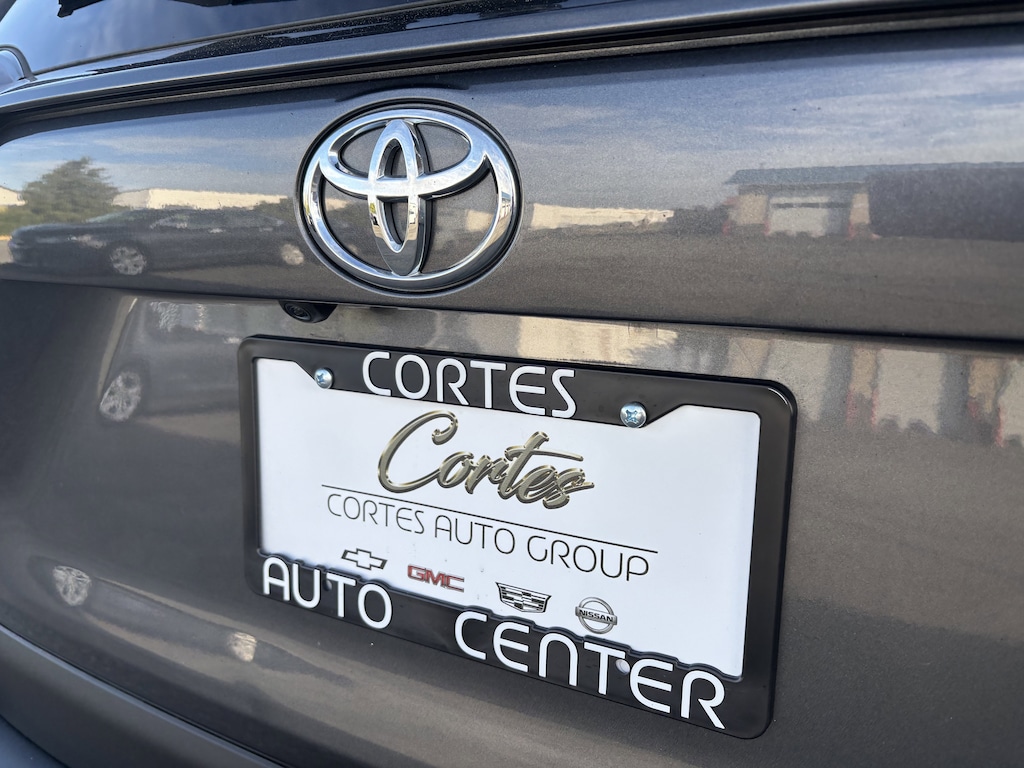 CORTES
Cortes
CORTES AUTO GROUP
GMC
NISSAN
AUTO CENTER